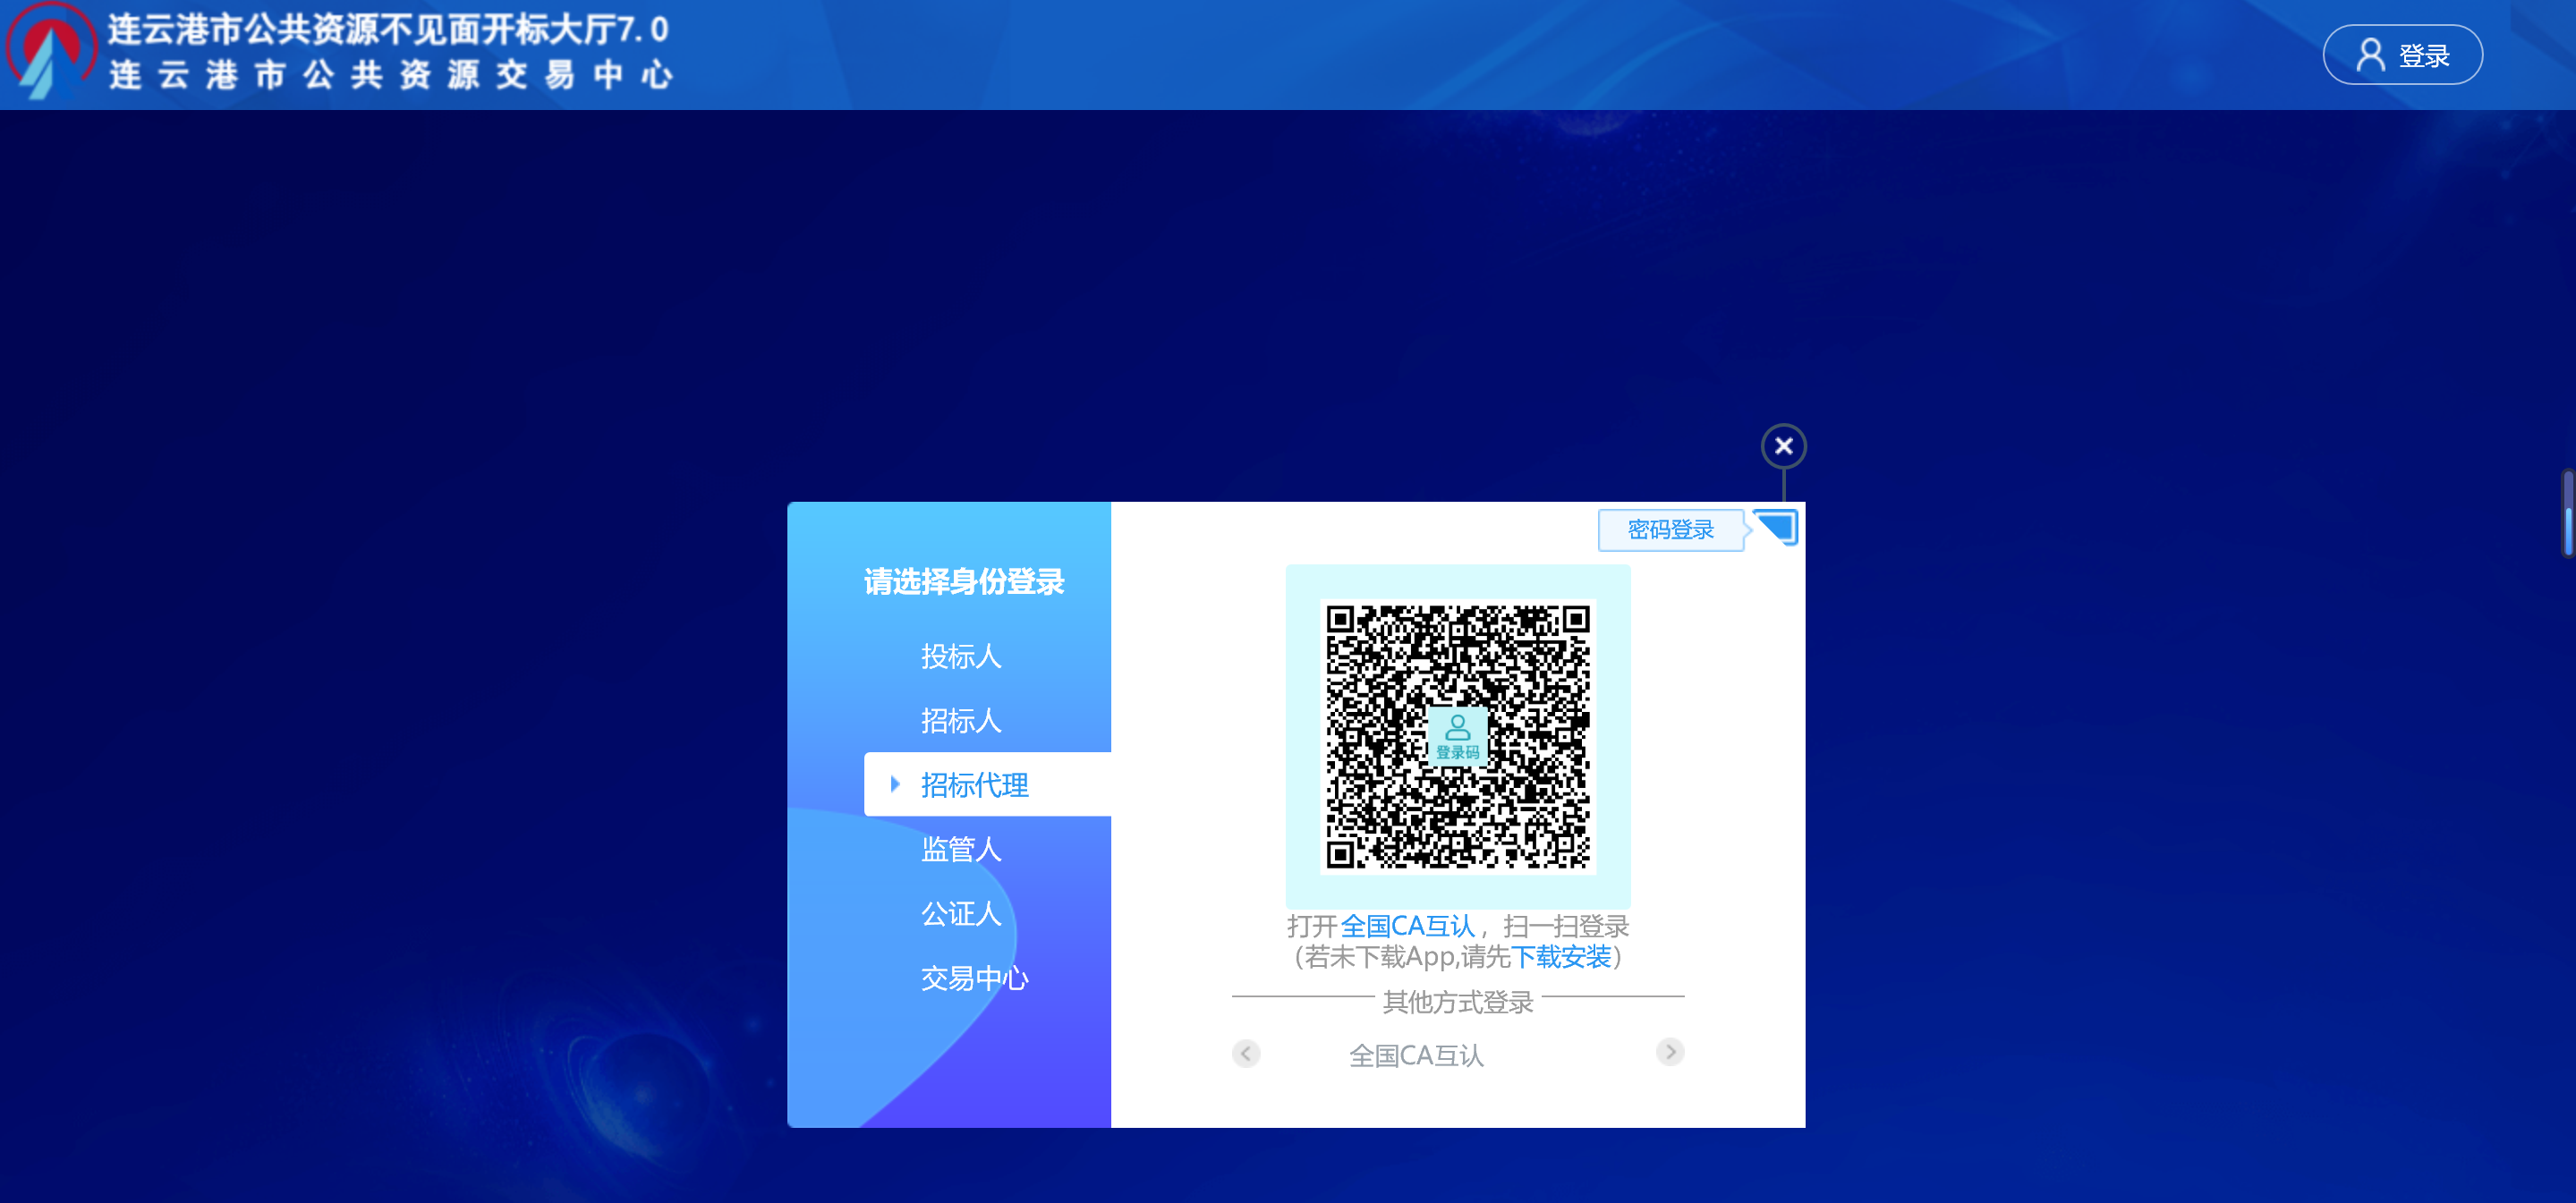 连云港市公共资源不见面开标大厅7.0
连云港市公共资源交易中心
登录
密码登录
请选择身份登录
投标人
招标人
招标代理
监管人
公证人
交易中心
登录码
打开全国CA互认，扫一扫登录
（若未下载App,请先下载安装）
其他方式登录
全国CA互认